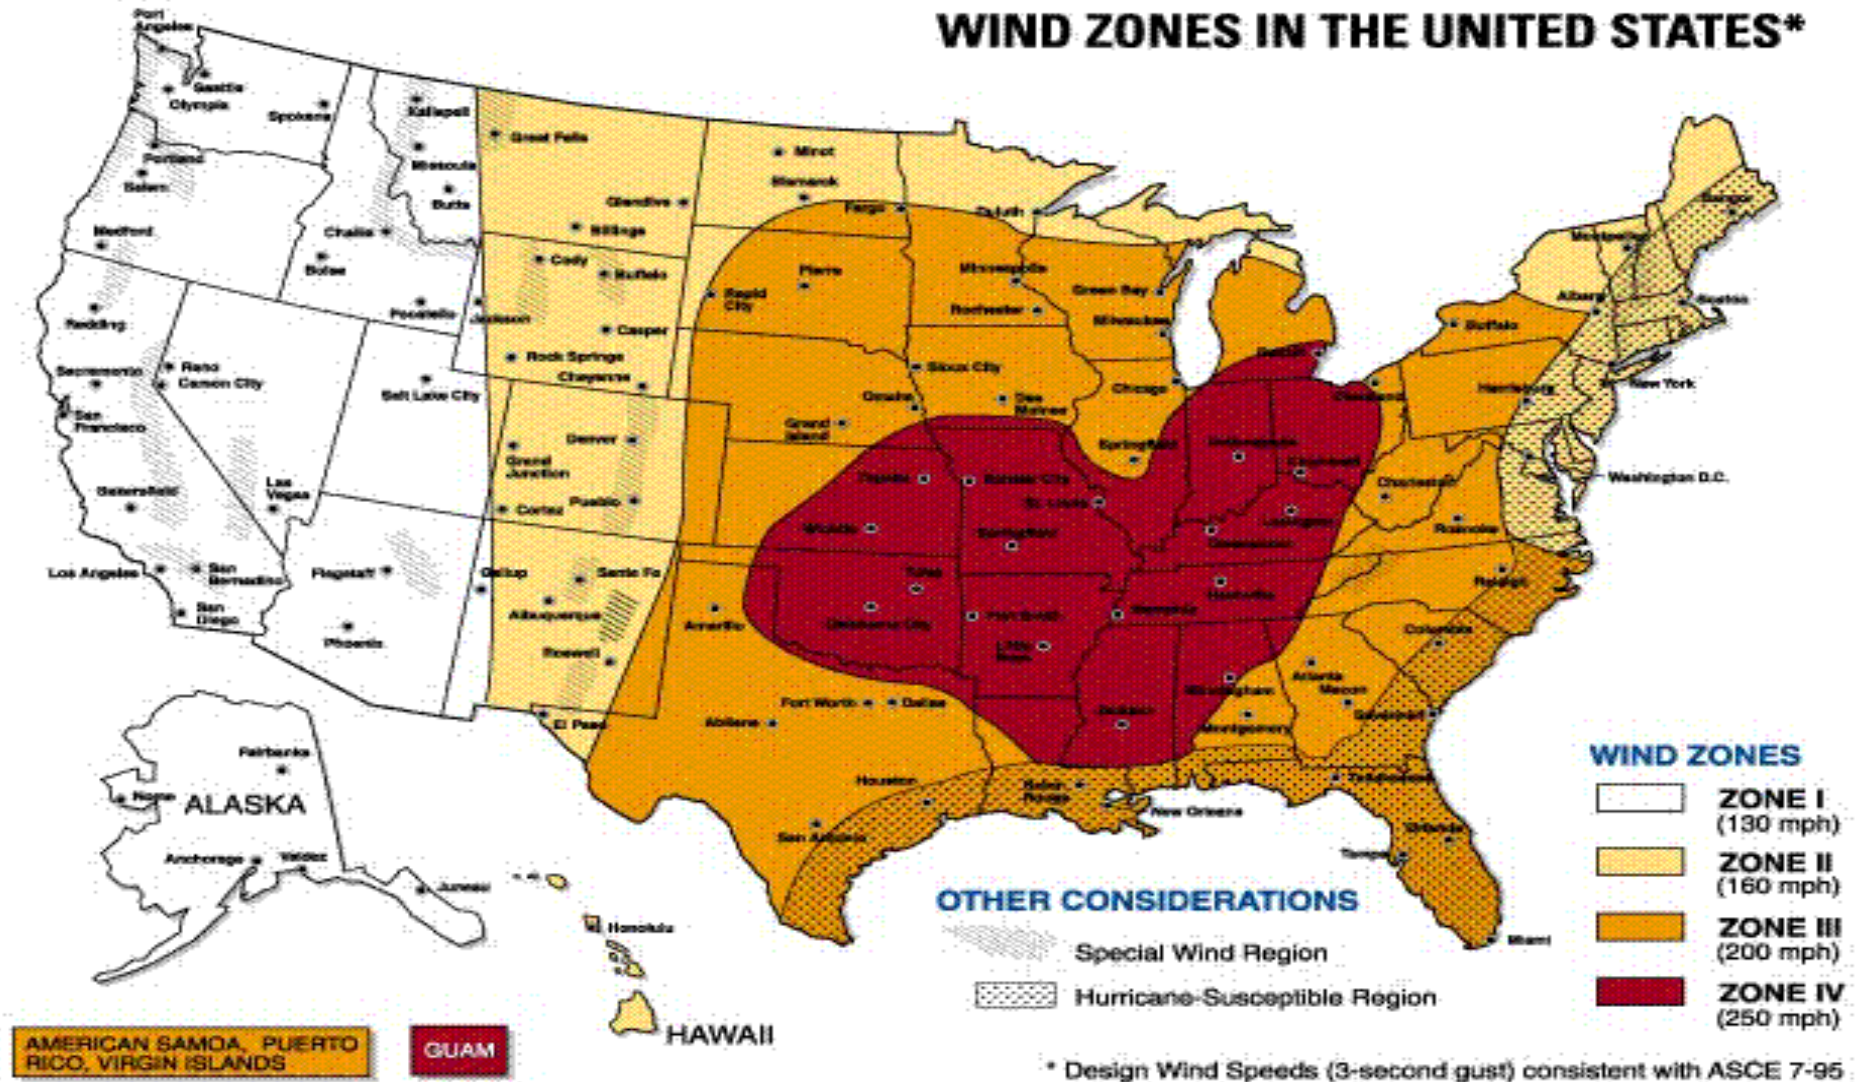 WIND ZONES IN THE UNITED STATES*
Port
Angeles
Seattle
Olympia
Spokane
Kalispell
Great Falls
Minot
Portland
Missoula
Bismarck
Salem
Butte
Glendive
Fargo
Duluth
Bangor
Medford
Challis
Billings
Montpelier
Boise
Cody
Buffalo
Pierre
Minneapolis
Rapid
City
Green Bay
Albany
Boston
Redding
Pocatello
Jackson
Casper
Rochester
Milwaukee
Buffalo
Rock Springs
Detroit
Sacramento
Reno
Carson City
Cheyenne
Sioux City
Salt Lake City
Omaha
Des
Moines
Chicago
Cleveland
Harrisburg
New York
San
Francisco
Grand
Island
Denver
Springfield
Indianapolis
Grand
Junction
Cincinnati
Bakersfield
Las
Vegas
Topeka
Kansas City
Charleston
Washington D.C.
Cortez
Pueblo
St. Louis
Wichita
Springfield
Lexington
Roanoke
Los Angeles
San
Bernadino
Flagstaff
Gallup
Santa Fe
Tulsa
Nashville
Raleigh
San
Diego
Albuquerque
Amarillo
Oklahoma City
Fort Smith
Memphis
Phoenix
Roswell
Little
Rock
Columbia
Atlanta
Macon
El Paso
Abilene
Fort Worth
Dallas
Birmingham
Jackson
Montgomery
Savannah
Fairbanks
Nome
ALASKA
Houston
Baton
Rouge
New Orleans
Tallahassee
San Antonio
Orlando
Tampa
Anchorage
Valdez
Juneau
Honolulu
Miami
HAWAII
WIND ZONES
ZONE I
(130 mph)
ZONE II
(160 mph)
ZONE III
(200 mph)
ZONE IV
(250 mph)
OTHER CONSIDERATIONS
Special Wind Region
Hurricane-Susceptible Region
AMERICAN SAMOA, PUERTO
RICO, VIRGIN ISLANDS
GUAM
* Design Wind Speeds (3-second gust) consistent with ASCE 7-95